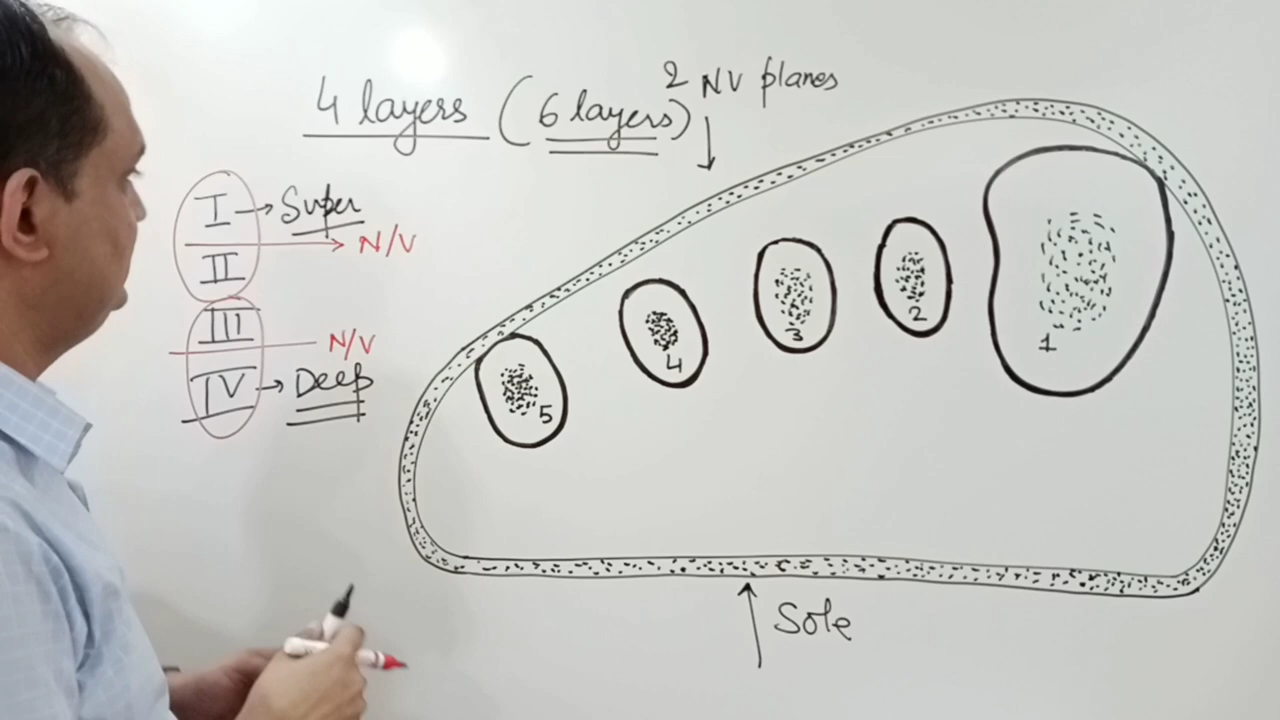 2 NV planes
4 layers (6 layers)
I → Super
N/V
II
III
N/V
IV → Deep
1
2
3
4
5
Sole